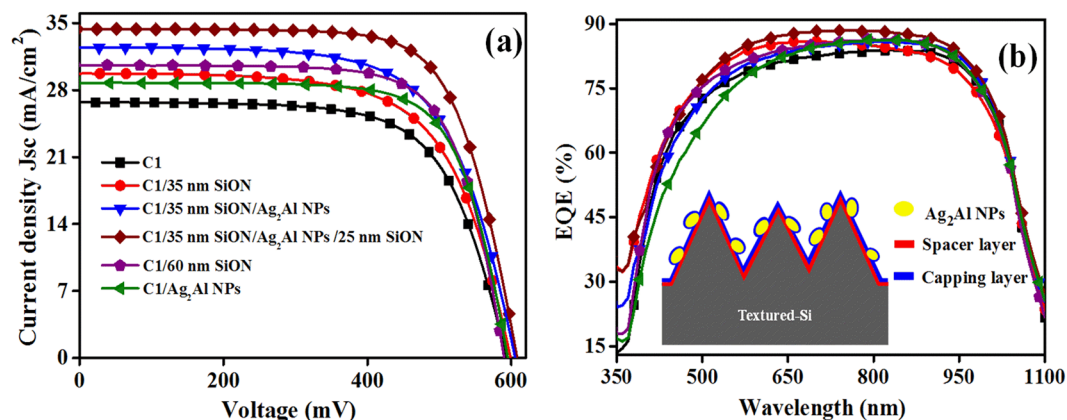 (a)
Current density Jsc (mA/cm²)
35
28
21
14
7
0
C1
C1/35 nm SiON
C1/35 nm SiON/Ag₂Al NPs
C1/35 nm SiON/Ag₂Al NPs /25 nm SiON
C1/60 nm SiON
C1/Ag₂Al NPs
0
200
400
600
Voltage (mV)
(b)
EQE (%)
90
75
60
45
30
15
Ag₂Al NPs
Spacer layer
Capping layer
Textured-Si
350
500
650
800
950
1100
Wavelength (nm)